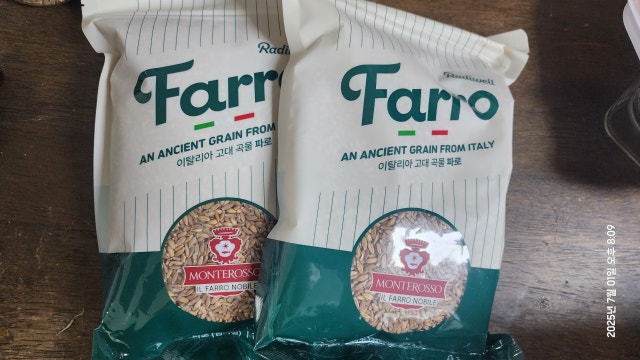 Radiwell
Farro
AN ANCIENT GRAIN FROM
이탈리아 고대 곡물 파로
MONTEROSSO
IL FARRO NOBILE
Radiwell
Farro
AN ANCIENT GRAIN FROM ITALY
이탈리아 고대 곡물 파로
MONTEROSSO
IL FARRO NOBILE
2025년 7월 01일 오후 8:09